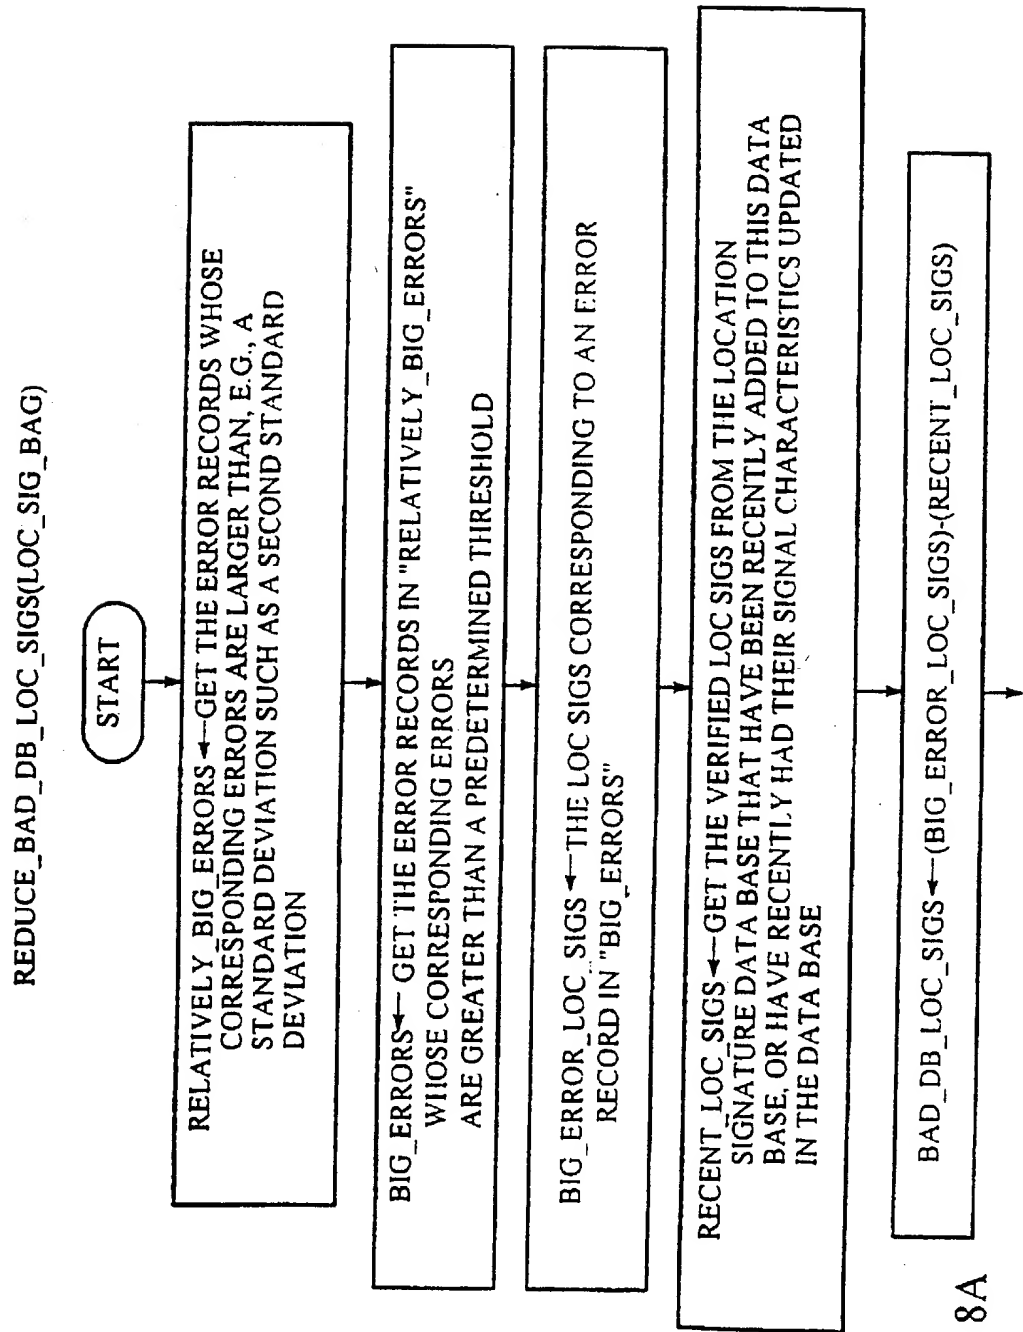 REDUCE_BAD_DB_LOC_SIGS(LOC_SIG_BAG)
START
RELATIVELY_BIG_ERRORS ← GET THE ERROR RECORDS WHOSE
CORRESPONDING ERRORS ARE LARGER THAN, E.G., A
STANDARD DEVIATION SUCH AS A SECOND STANDARD
DEVIATION
BIG_ERRORS ← GET THE ERROR RECORDS IN "RELATIVELY_BIG_ERRORS"
WHOSE CORRESPONDING ERRORS
ARE GREATER THAN A PREDETERMINED THRESHOLD
BIG_ERROR_LOC_SIGS ← THE LOC SIGS CORRESPONDING TO AN ERROR
RECORD IN "BIG_ERRORS"
RECENT_LOC_SIGS ← GET THE VERIFIED LOC SIGS FROM THE LOCATION
SIGNATURE DATA BASE THAT HAVE BEEN RECENTLY ADDED TO THIS DATA
BASE, OR HAVE RECENTLY HAD THEIR SIGNAL CHARACTERISTICS UPDATED
IN THE DATA BASE
BAD_DB_LOC_SIGS ← (BIG_ERROR_LOC_SIGS)-(RECENT_LOC_SIGS)
8A